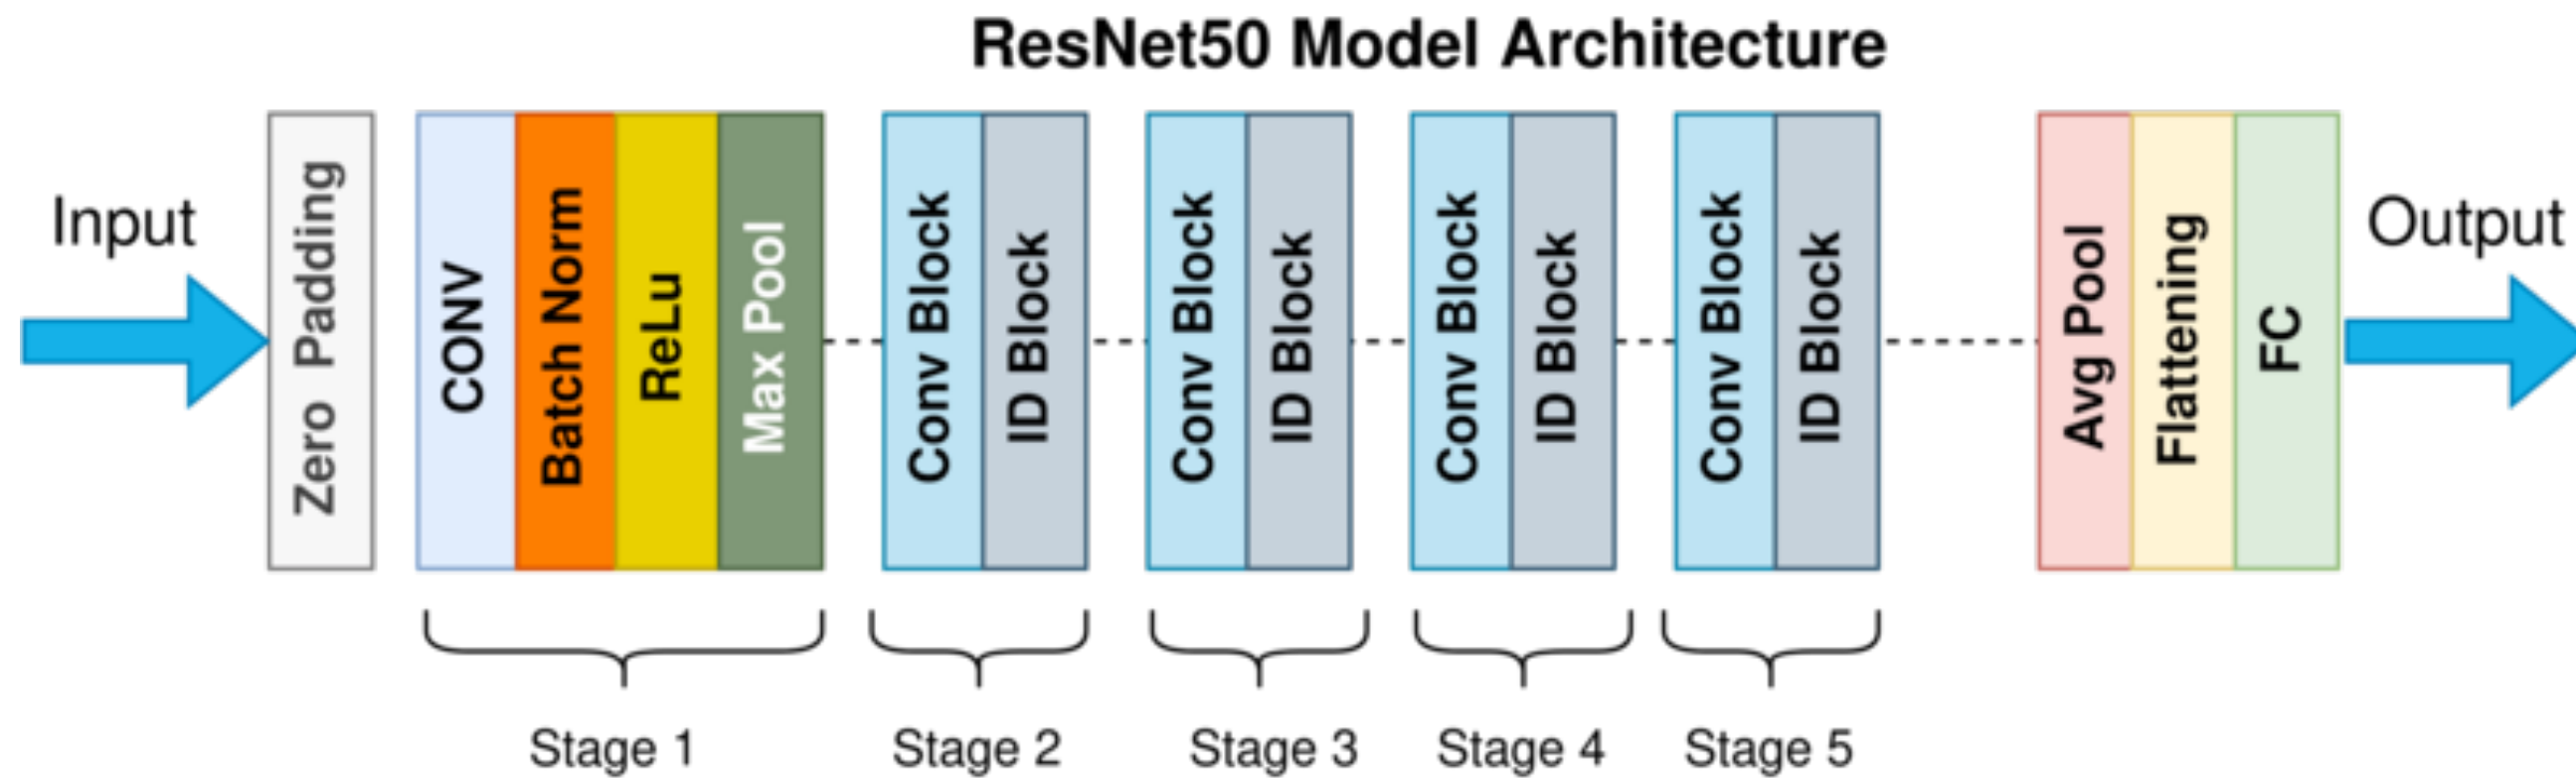 ResNet50 Model Architecture
Input
Zero Padding
CONV
Batch Norm
ReLu
Max Pool
Conv Block
ID Block
Conv Block
ID Block
Conv Block
ID Block
Conv Block
ID Block
Avg Pool
Flattening
FC
Output
Stage 1
Stage 2
Stage 3
Stage 4
Stage 5